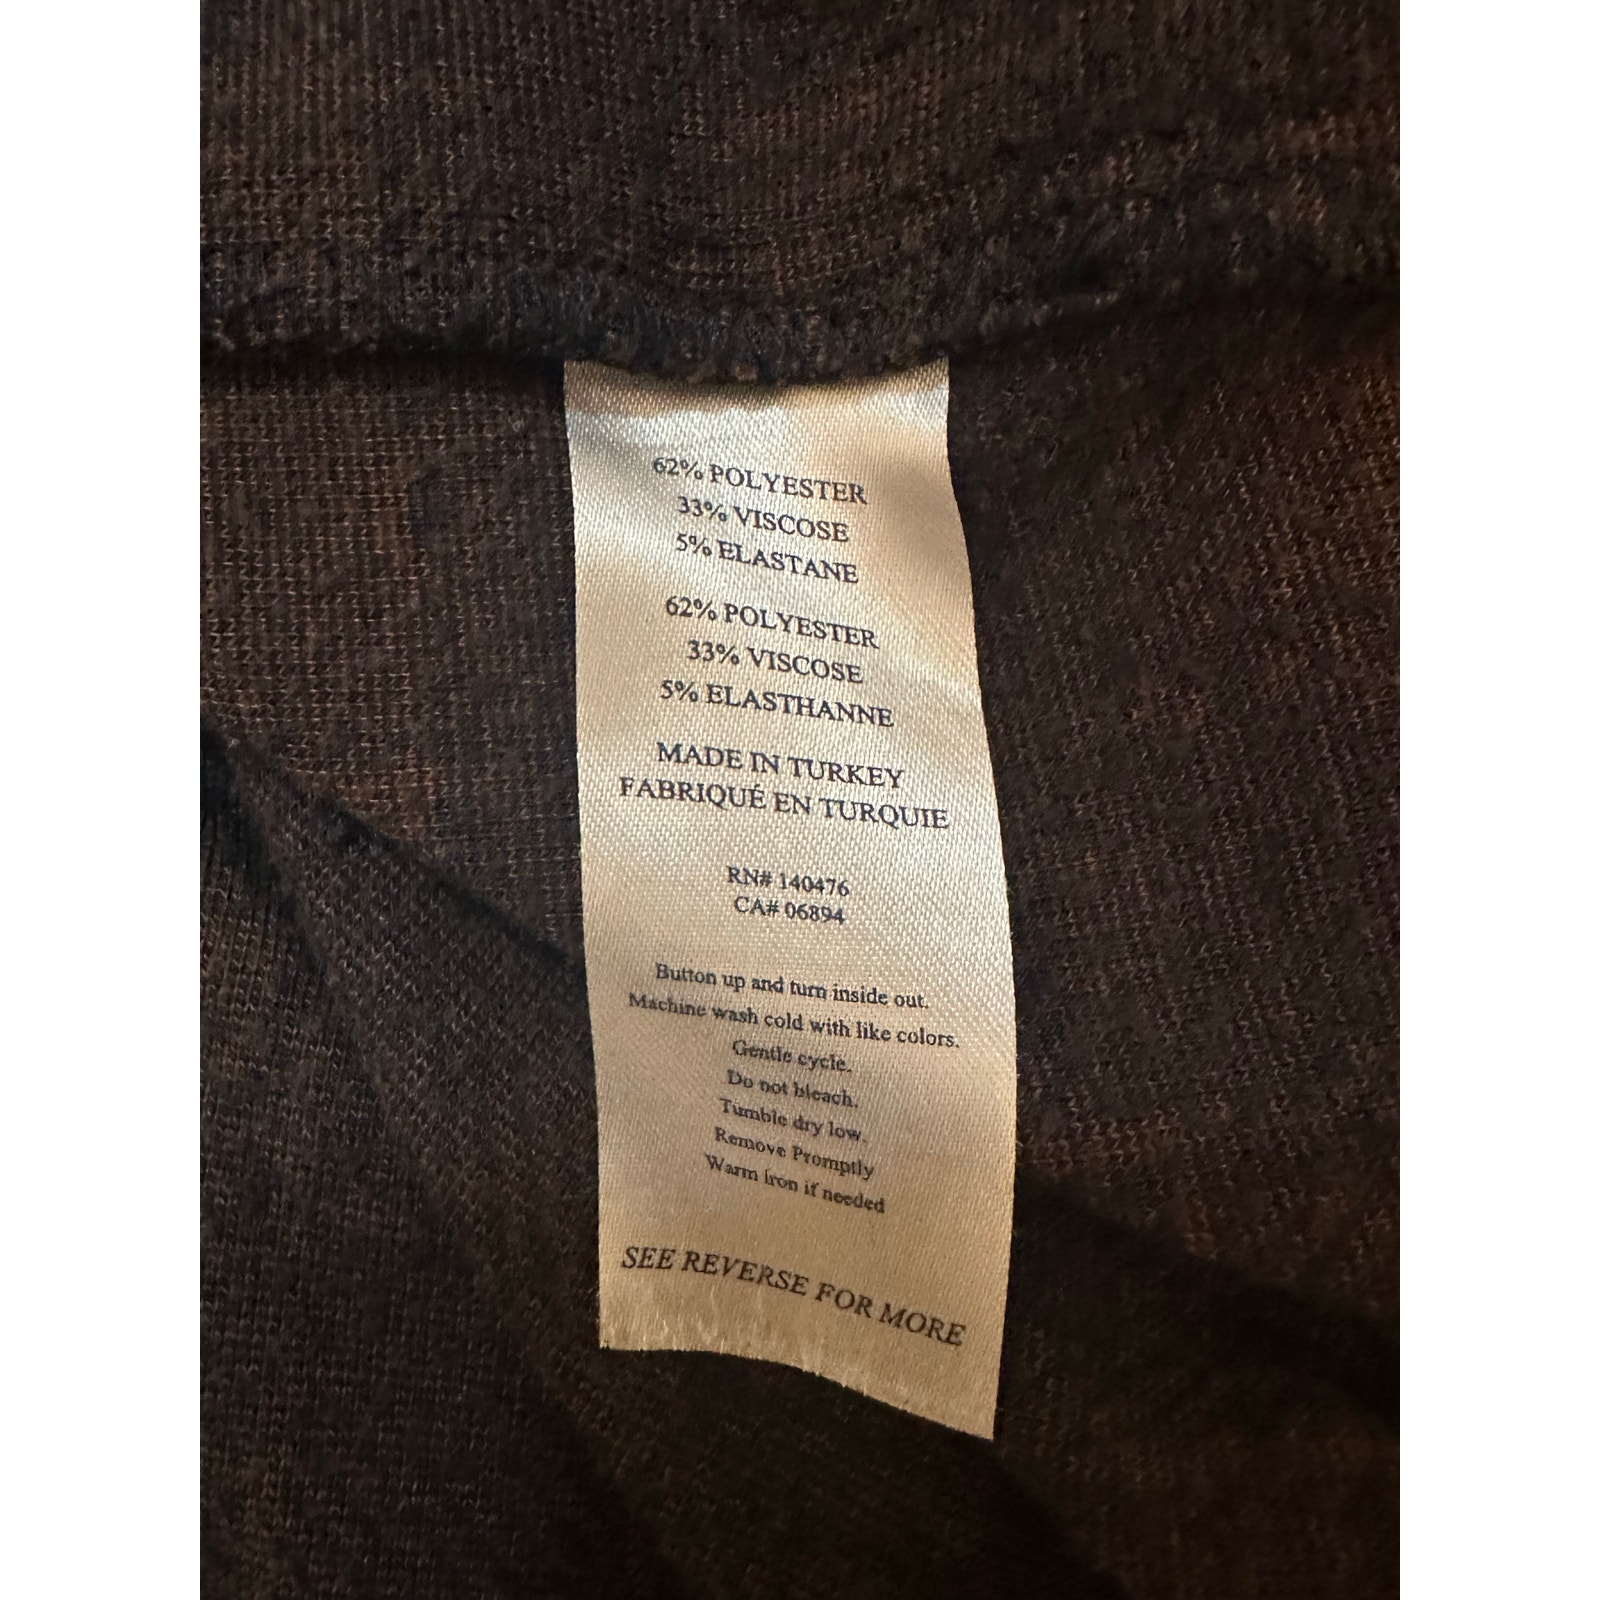 62% POLYESTER
33% VISCOSE
5% ELASTANE
62% POLYESTER
33% VISCOSE
5% ELASTHANNE
MADE IN TURKEY
FABRIQUÉ EN TURQUIE
RN# 140476
CA# 06894
Button up and turn inside out.
Machine wash cold with like colors.
Gentle cycle.
Do not bleach.
Tumble dry low.
Remove Promptly
Warm iron if needed
SEE REVERSE FOR MORE